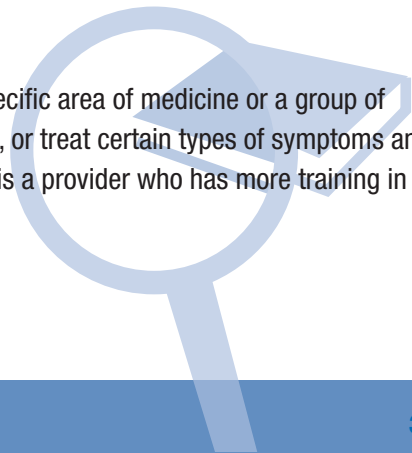 ecific area of medicine or a group of
, or treat certain types of symptoms an
is a provider who has more training in